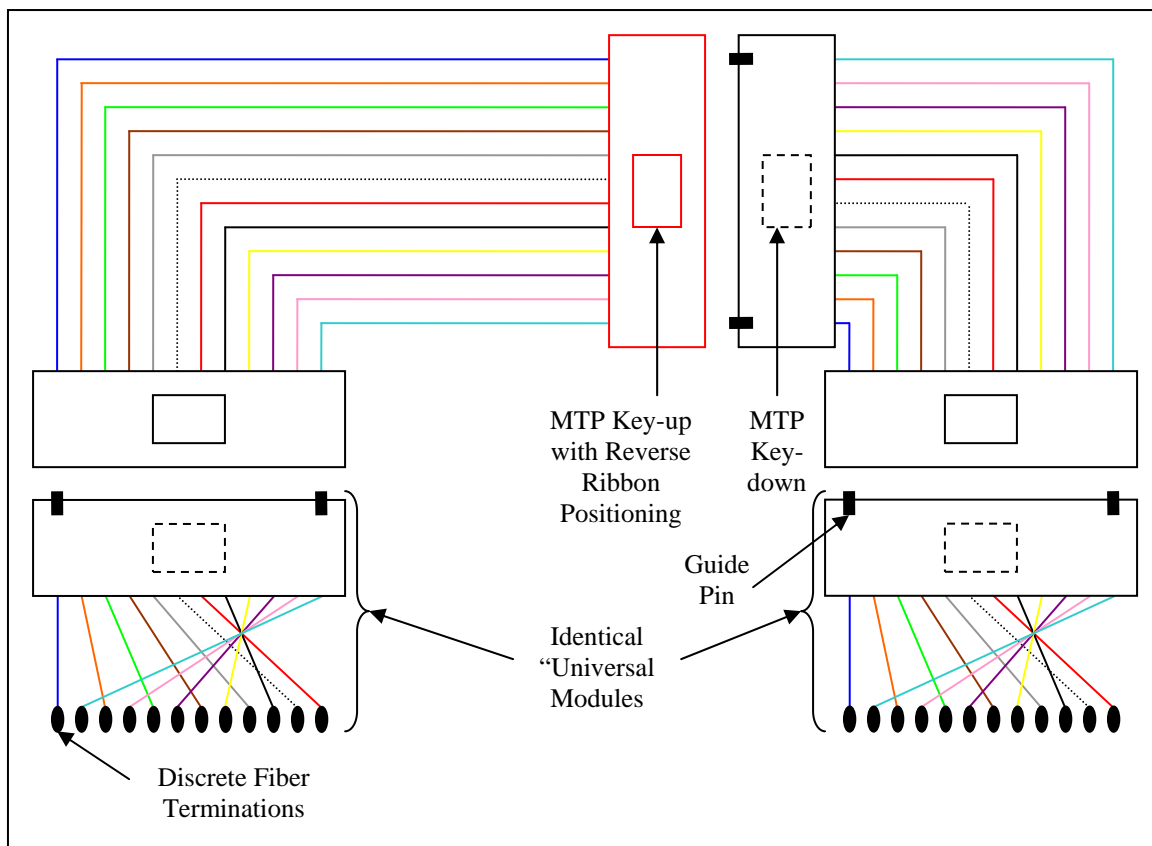 MTP Key-up
with Reverse
Ribbon
Positioning
MTP
Key-
down
Guide
Pin
Identical
“Universal
Modules
Discrete Fiber
Terminations